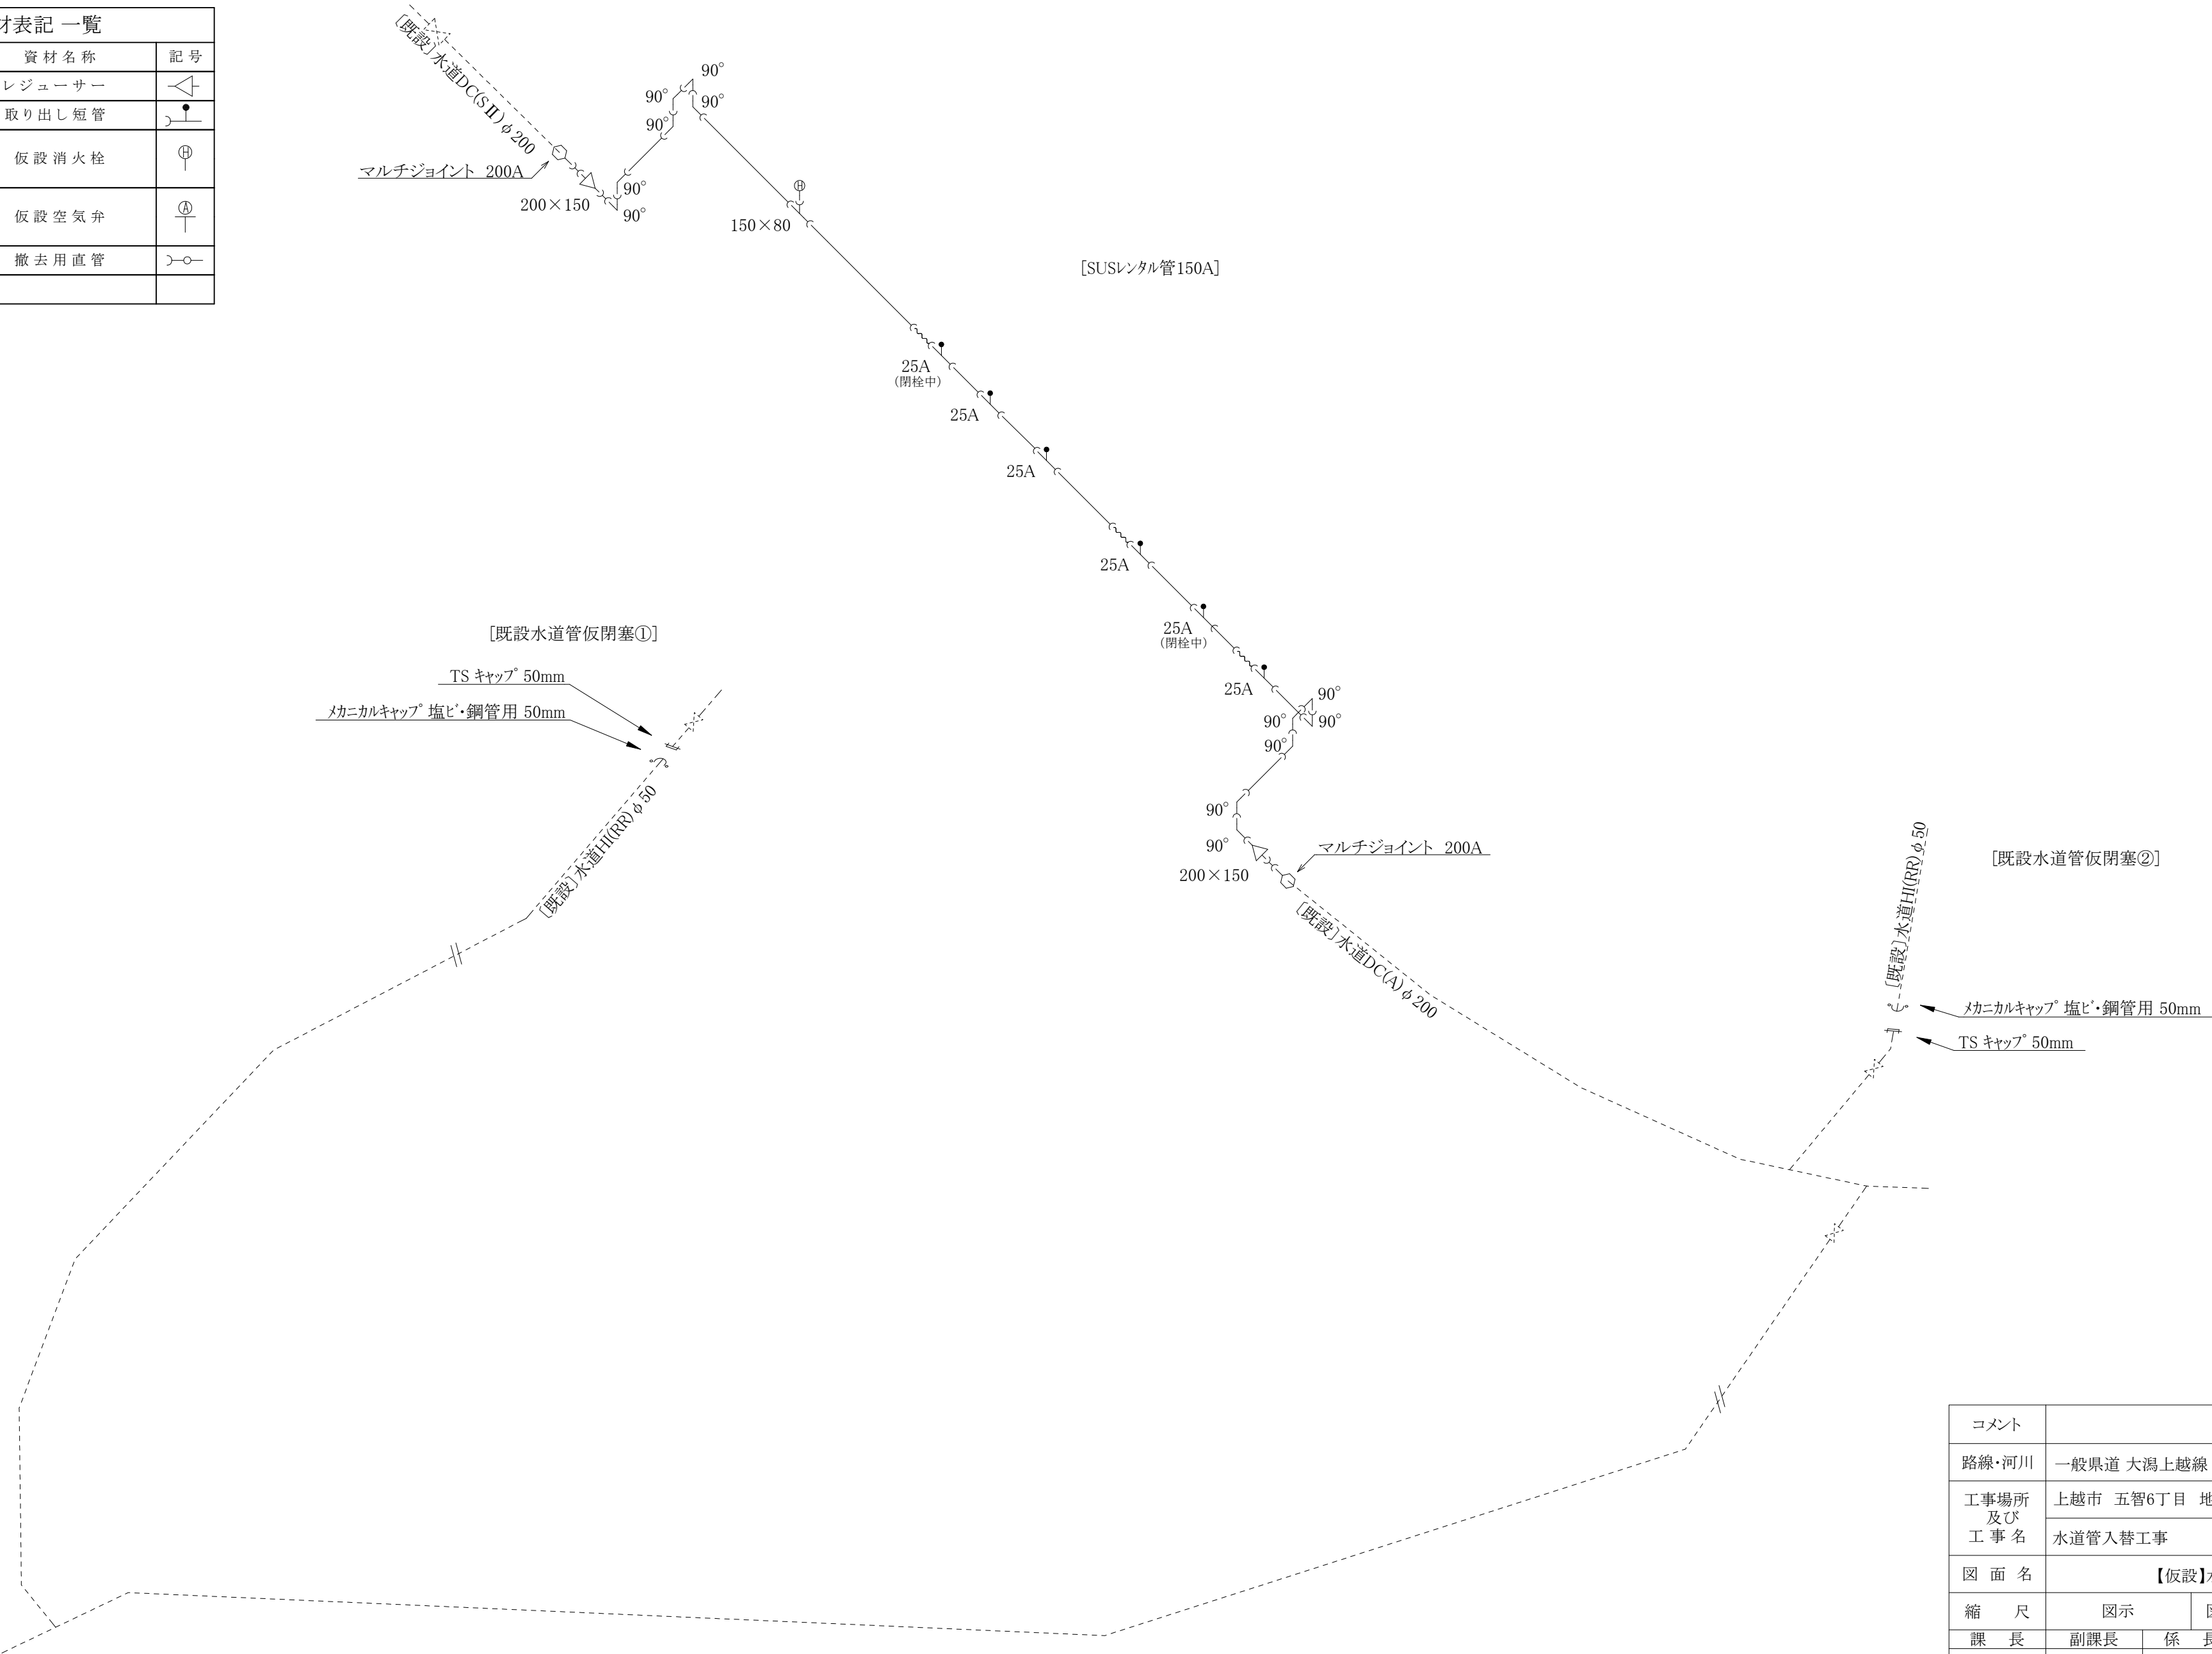 材表記 一覧
資材名称 記号
レジューサー
取り出し短管
仮設消火栓 H
仮設空気弁 A
撤去用直管
[既設]水道DC(SⅡ)φ200
マルチジョイント 200A
200×150
90°
90°
90°
90°
90°
90°
H
150×80
[SUSレンタル管150A]
25A
(閉栓中)
25A
25A
25A
25A
(閉栓中)
25A
90°
90°
90°
90°
90°
90°
200×150
マルチジョイント 200A
[既設]水道DC(A)φ200
[既設水道管仮閉塞①]
TS キャップ 50mm
メカニカルキャップ 塩ビ・鋼管用 50mm
[既設]水道HI(RR)φ50
[既設水道管仮閉塞②]
[既設]水道HI(RR)φ50
メカニカルキャップ 塩ビ・鋼管用 50mm
TS キャップ 50mm
コメント
路線・河川 一般県道 大潟上越線
工事場所
及び
工事名
上越市 五智6丁目 地
水道管入替工事
図面名 【仮設】
縮尺 図示
課長 副課長 係長